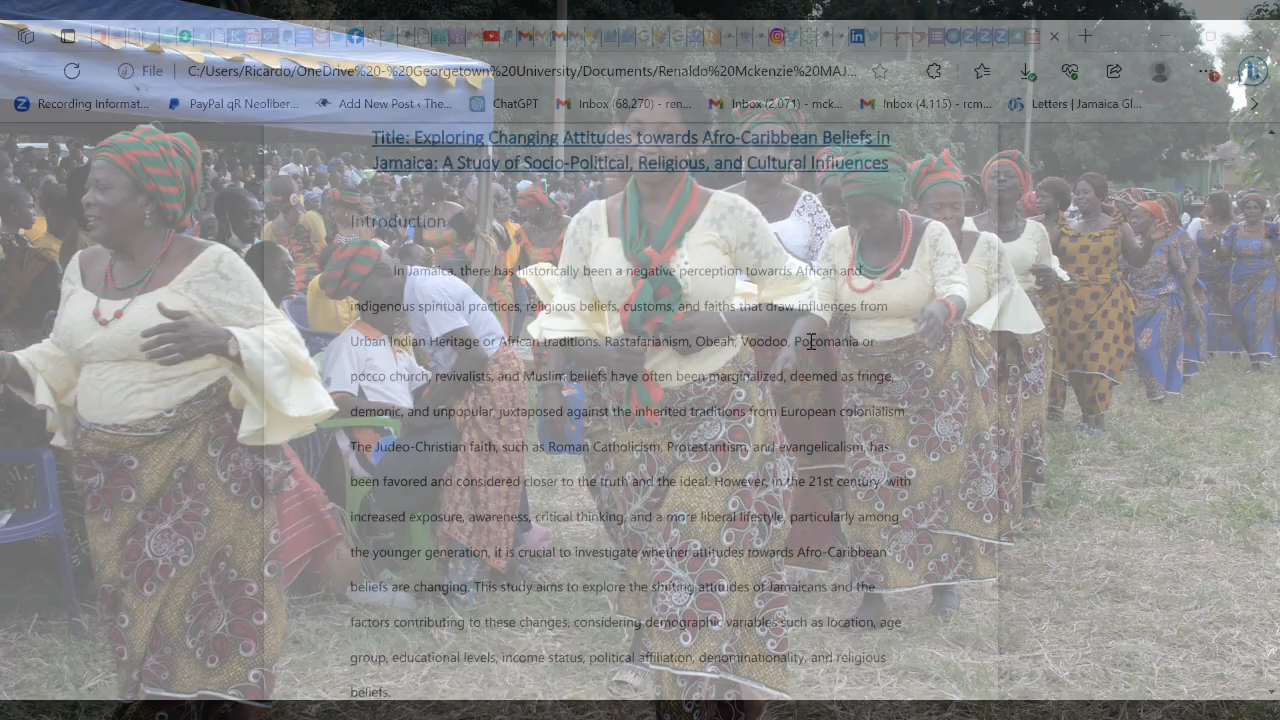 File | C:/Users/Ricardo/OneDrive%20-%20Georgetown%20University/Documents/Renaldo%20Mckenzie%20MAJ...
Recording Informat... PayPal qR Neoliber... Add New Post ‹ The... ChatGPT Inbox (68,270) - ren... Inbox (2,071) - mck... Inbox (4,115) - rcm... Letters | Jamaica Gl...
Title: Exploring Changing Attitudes towards Afro-Caribbean Beliefs in
Jamaica: A Study of Socio-Political, Religious, and Cultural Influences
Introduction
In Jamaica, there has historically been a negative perception towards African and
indigenous spiritual practices, religious beliefs, customs, and faiths that draw influences from
Urban Indian Heritage or African traditions. Rastafarianism, Obeah, Voodoo, Pocomania or
pocco church, revivalists, and Muslim beliefs have often been marginalized, deemed as fringe,
demonic, and unpopular, juxtaposed against the inherited traditions from European colonialism
The Judeo-Christian faith, such as Roman Catholicism, Protestantism, and evangelicalism, has
been favored and considered closer to the truth and the ideal. However, in the 21st century, with
increased exposure, awareness, critical thinking, and a more liberal lifestyle, particularly among
the younger generation, it is crucial to investigate whether attitudes towards Afro-Caribbean
beliefs are changing. This study aims to explore the shifting attitudes of Jamaicans and the
factors contributing to these changes, considering demographic variables such as location, age
group, educational levels, income status, political affiliation, denominationality, and religious
beliefs.